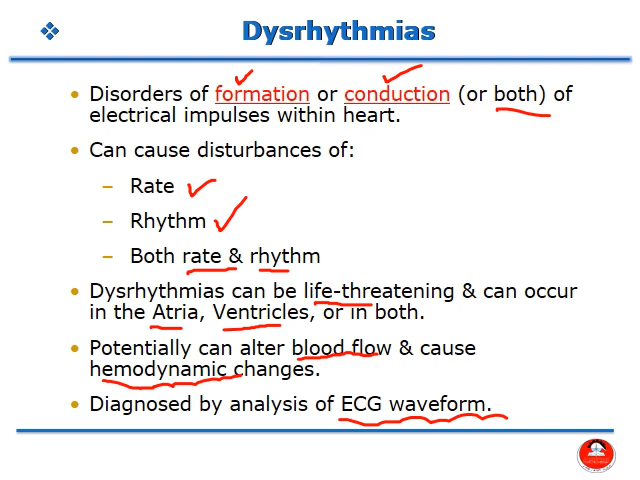 Dysrhythmias
• Disorders of formation or conduction (or both) of
electrical impulses within heart.
• Can cause disturbances of:
– Rate
– Rhythm
– Both rate & rhythm
• Dysrhythmias can be life-threatening & can occur
in the Atria, Ventricles, or in both.
• Potentially can alter blood flow & cause
hemodynamic changes.
• Diagnosed by analysis of ECG waveform.